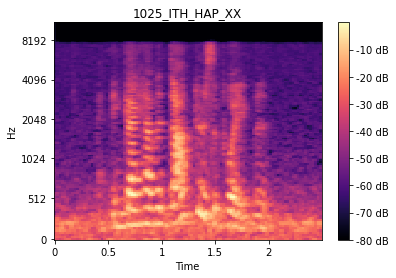 1025_ITH_HAP_XX
8192
4096
2048
1024
512
0
Hz
0 0.5 1 1.5 2
Time
-10 dB
-20 dB
-30 dB
-40 dB
-50 dB
-60 dB
-70 dB
-80 dB